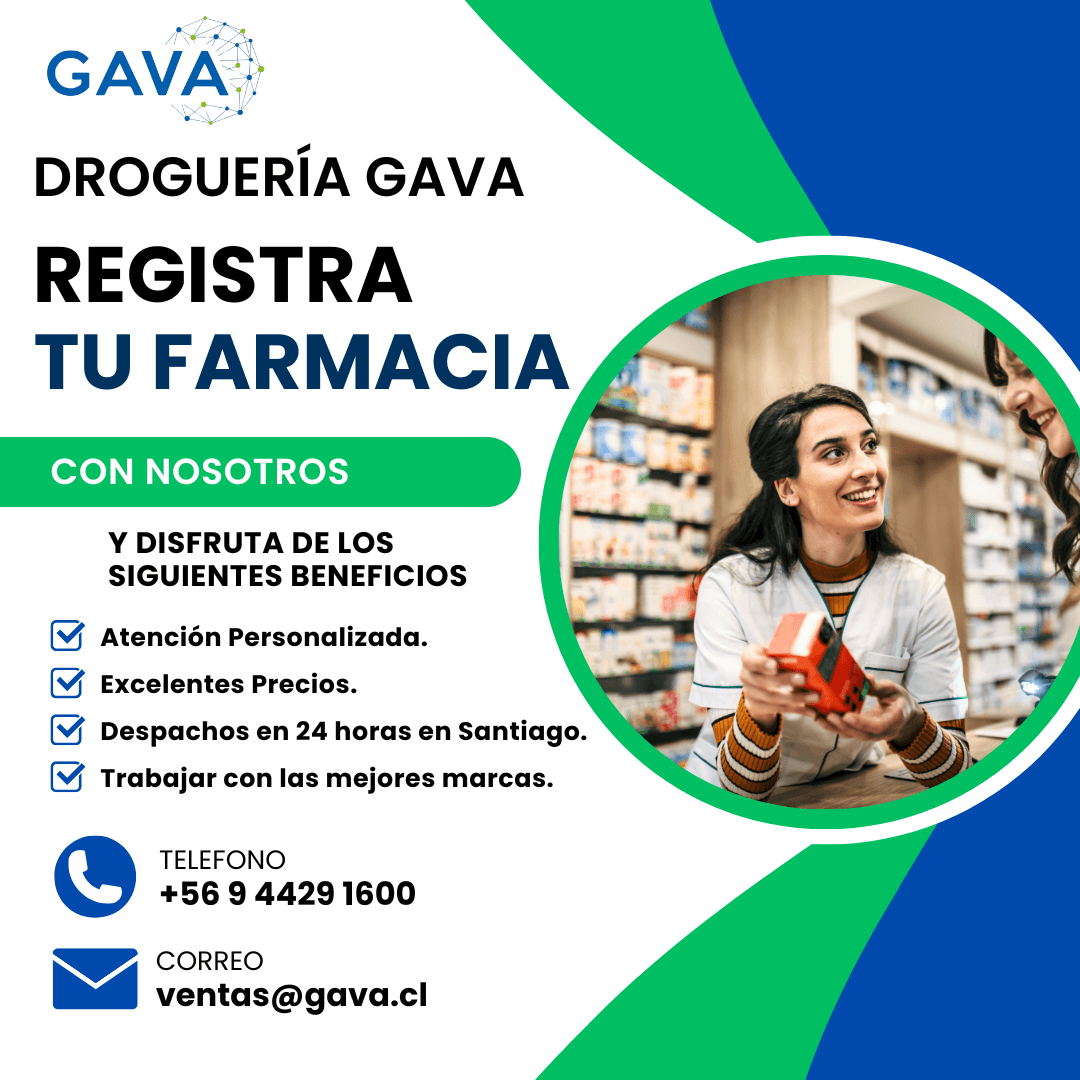 GAVA
DROGUERÍA GAVA
REGISTRA
TU FARMACIA
CON NOSOTROS
Y DISFRUTA DE LOS
SIGUIENTES BENEFICIOS
Atención Personalizada.
Excelentes Precios.
Despachos en 24 horas en Santiago.
Trabajar con las mejores marcas.
TELEFONO
+56 9 4429 1600
CORREO
ventas@gava.cl